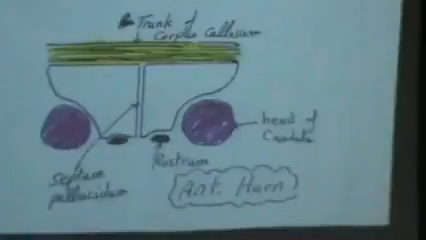 Trunk of
Corpus Callosum
head of
Caudate
Rostrum
Septum
pellucidum
Ant. Horn